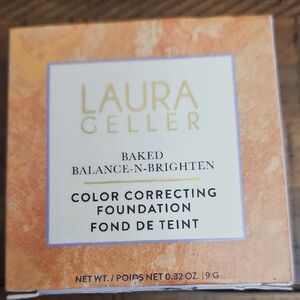 LAURA
GELLER
BAKED
BALANCE-N-BRIGHTEN
COLOR CORRECTING
FOUNDATION
FOND DE TEINT
NET WT. / POIDS NET 0.32 OZ. | 9 G